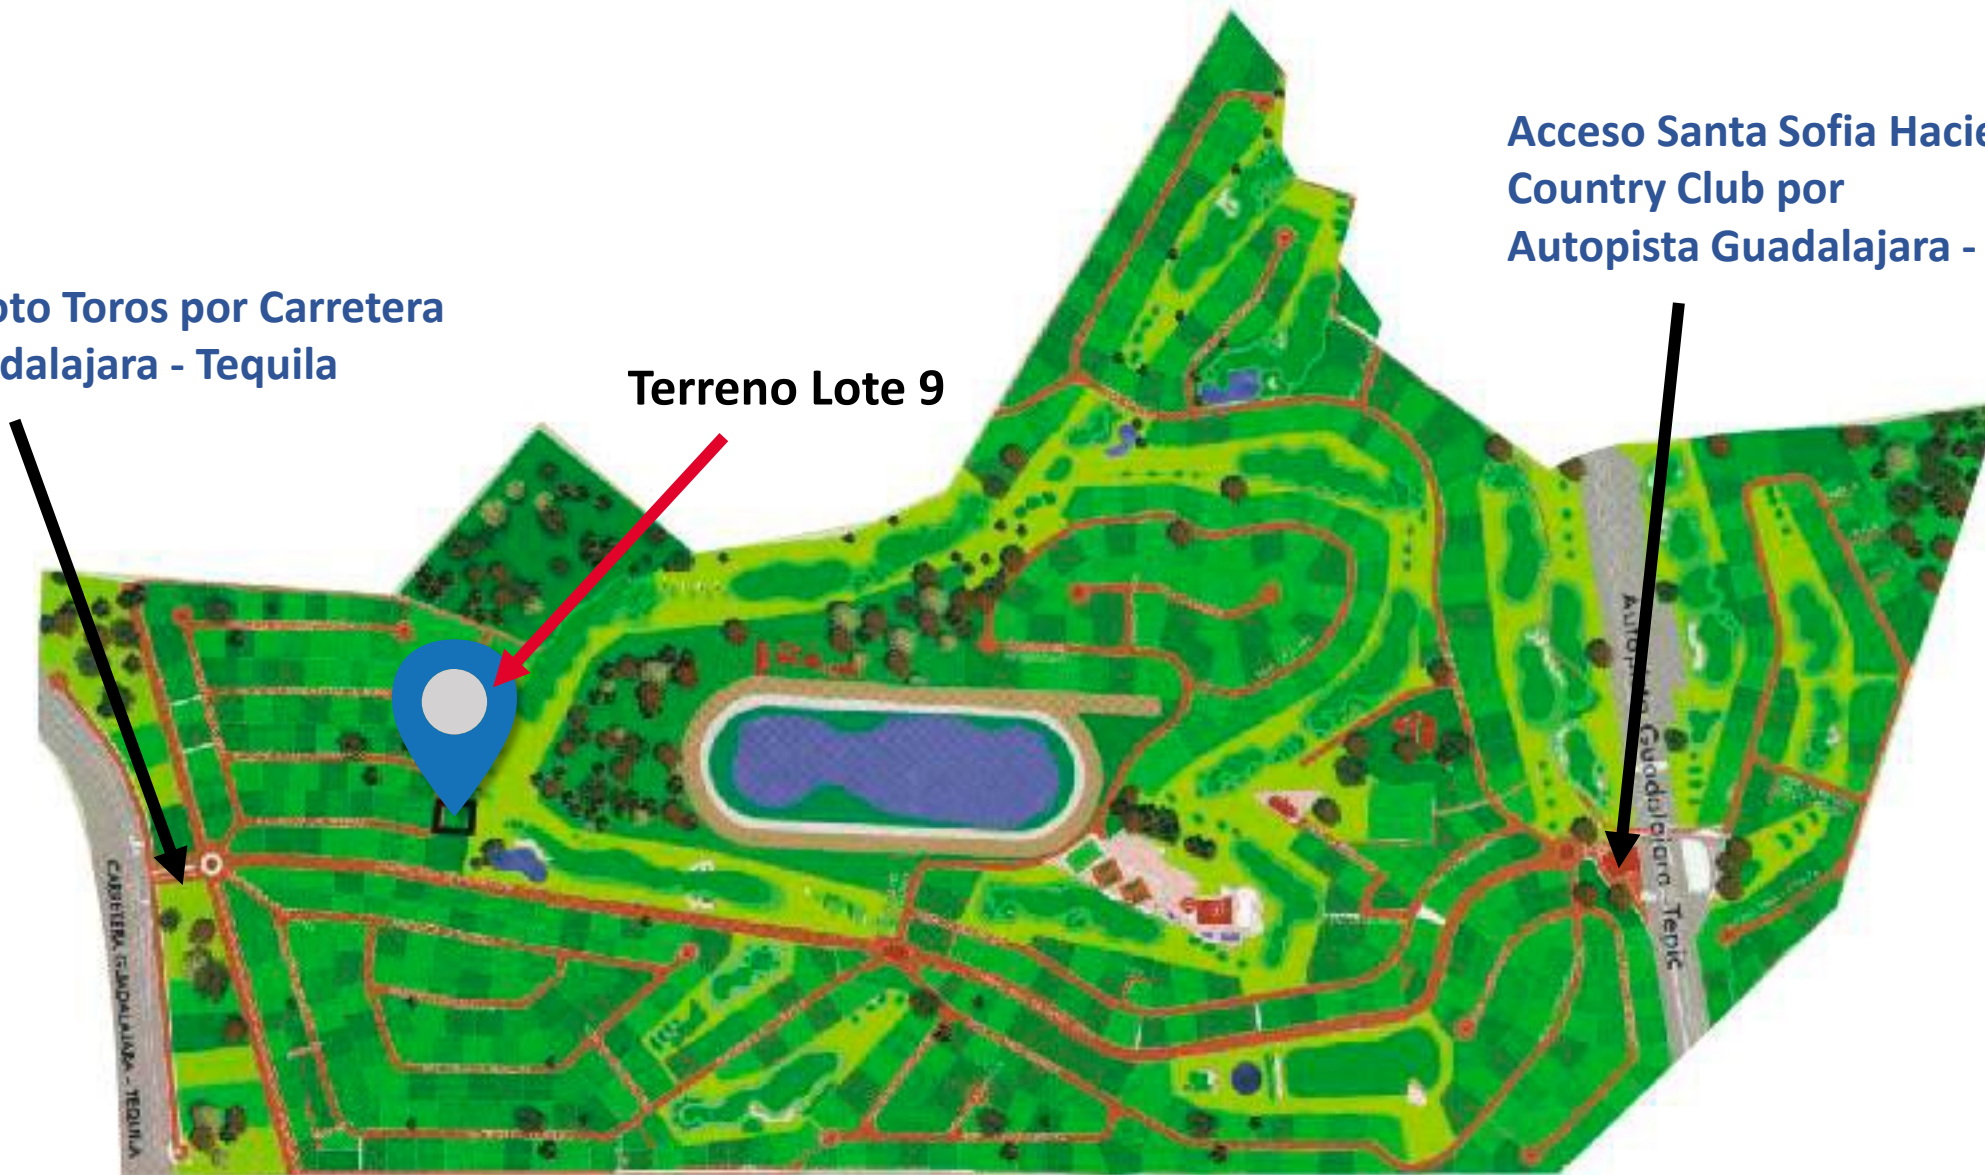 Acceso Santa Sofia Hacie
Country Club por
Autopista Guadalajara -
oto Toros por Carretera
dalajara - Tequila
Terreno Lote 9
Autopista Guadalajara Tepic
CARRETERA GUADALAJARA - TEQUILA